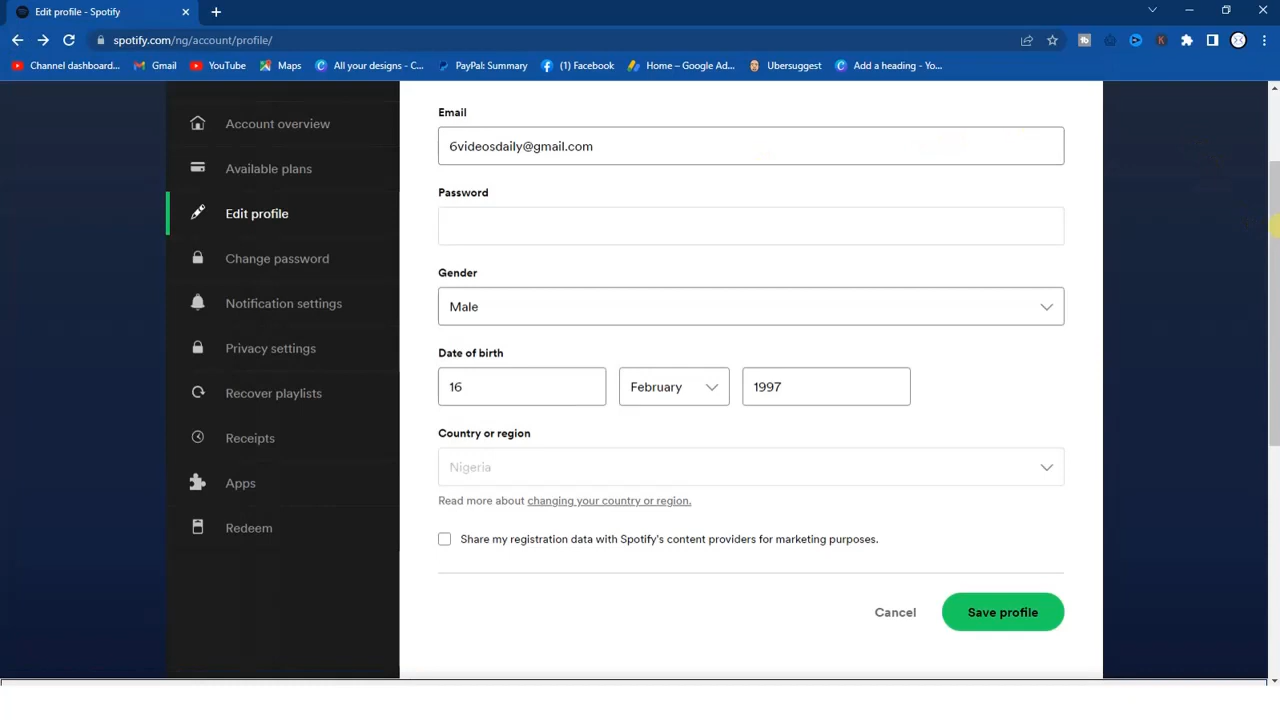 Edit profile - Spotify
spotify.com/ng/account/profile/
Channel dashboard...
Gmail
YouTube
Maps
All your designs - C...
PayPal: Summary
(1) Facebook
Home – Google Ad...
Ubersuggest
Add a heading - Yo...
Account overview
Available plans
Edit profile
Change password
Notification settings
Privacy settings
Recover playlists
Receipts
Apps
Redeem
Email
6videosdaily@gmail.com
Password
Gender
Male
Date of birth
16 February 1997
Country or region
Nigeria
Read more about changing your country or region.
Share my registration data with Spotify's content providers for marketing purposes.
Cancel
Save profile